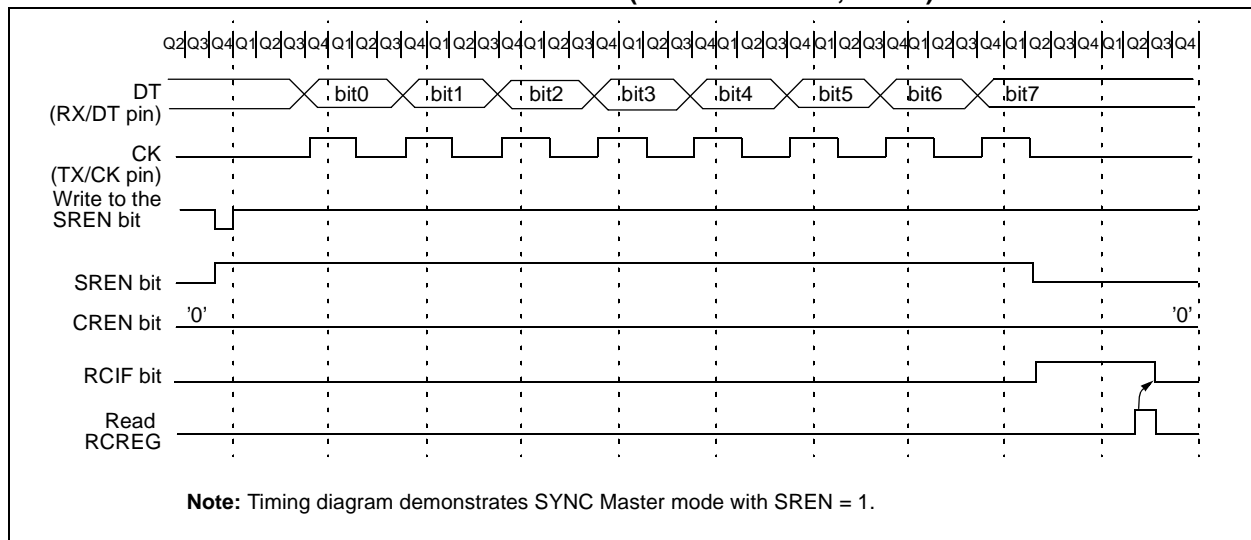 Q2 Q3 Q4 Q1 Q2 Q3 Q4 Q1 Q2 Q3 Q4 Q1 Q2 Q3 Q4 Q1 Q2 Q3 Q4 Q1 Q2 Q3 Q4 Q1 Q2 Q3 Q4 Q1 Q2 Q3 Q4 Q1 Q2 Q3 Q4 Q1 Q2 Q3 Q4 Q1 Q2 Q3 Q4
DT bit0 bit1 bit2 bit3 bit4 bit5 bit6 bit7
(RX/DT pin)
CK
(TX/CK pin)
Write to the
SREN bit
SREN bit
CREN bit '0' '0'
RCIF bit
Read
RCREG
Note: Timing diagram demonstrates SYNC Master mode with SREN = 1.